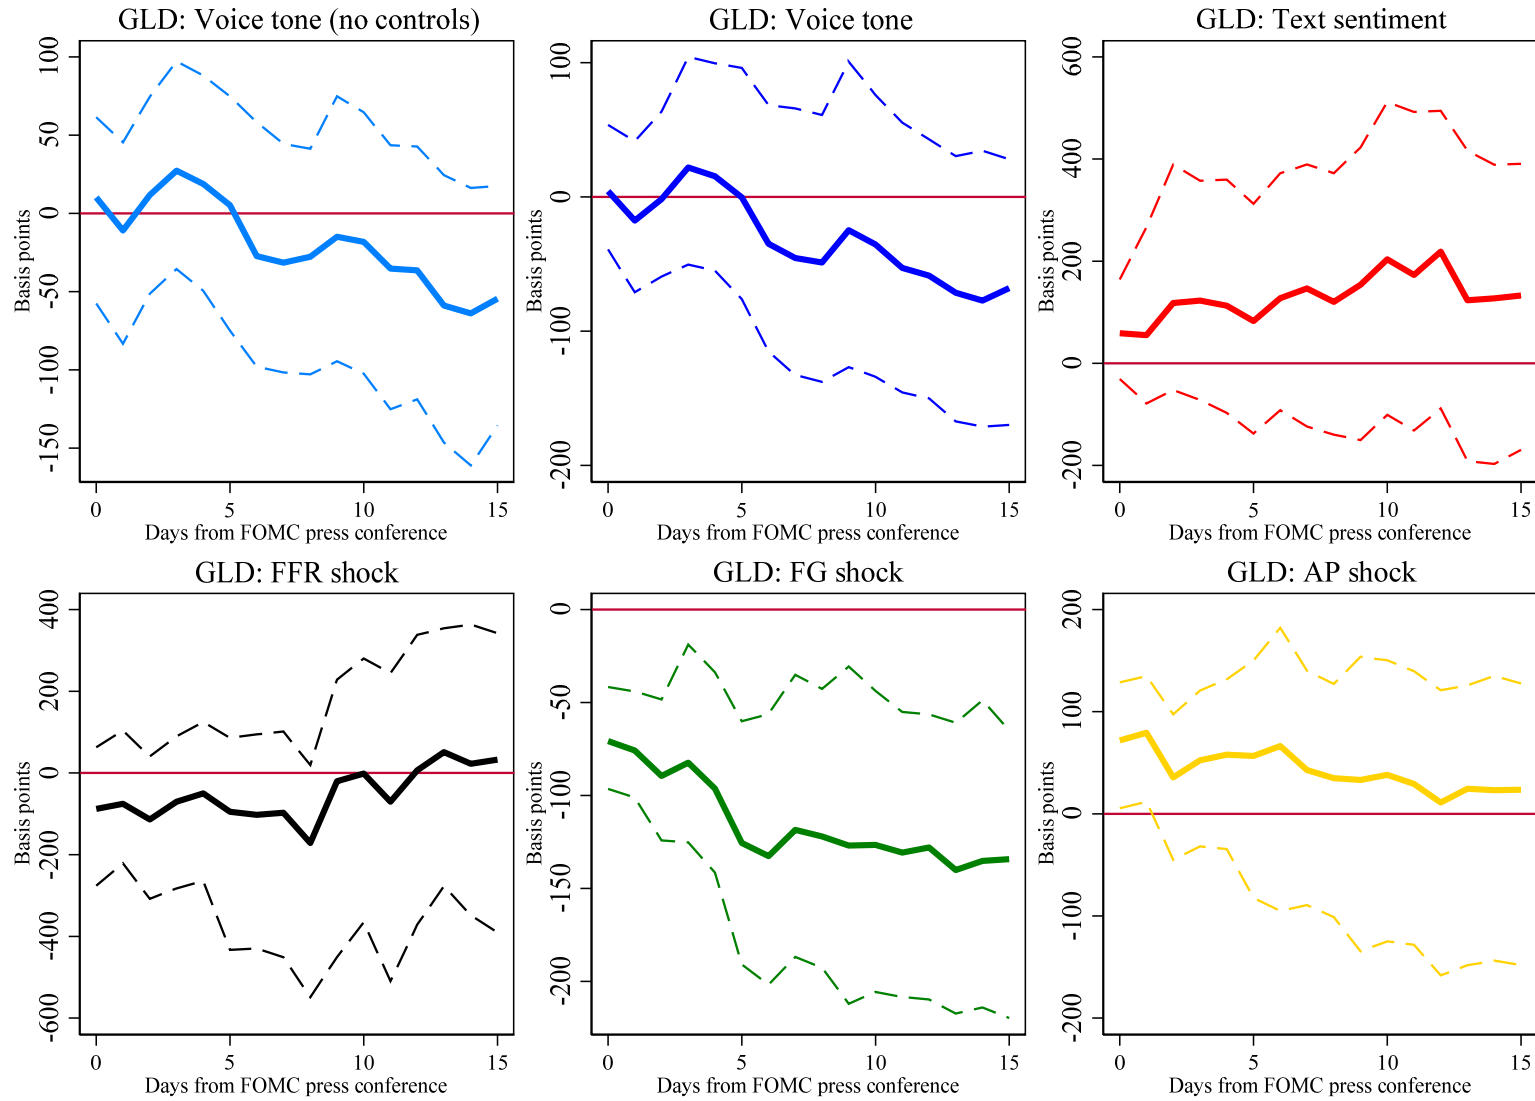 GLD: Voice tone (no controls)
Basis points
100
50
0
-50
-100
-150
0 5 10 15
Days from FOMC press conference
GLD: Voice tone
Basis points
100
0
-100
-200
0 5 10 15
Days from FOMC press conference
GLD: Text sentiment
Basis points
600
400
200
0
-200
0 5 10 15
Days from FOMC press conference
GLD: FFR shock
Basis points
400
200
0
-200
-400
-600
0 5 10 15
Days from FOMC press conference
GLD: FG shock
Basis points
0
-50
-100
-150
-200
0 5 10 15
Days from FOMC press conference
GLD: AP shock
Basis points
200
100
0
-100
-200
0 5 10 15
Days from FOMC press conference